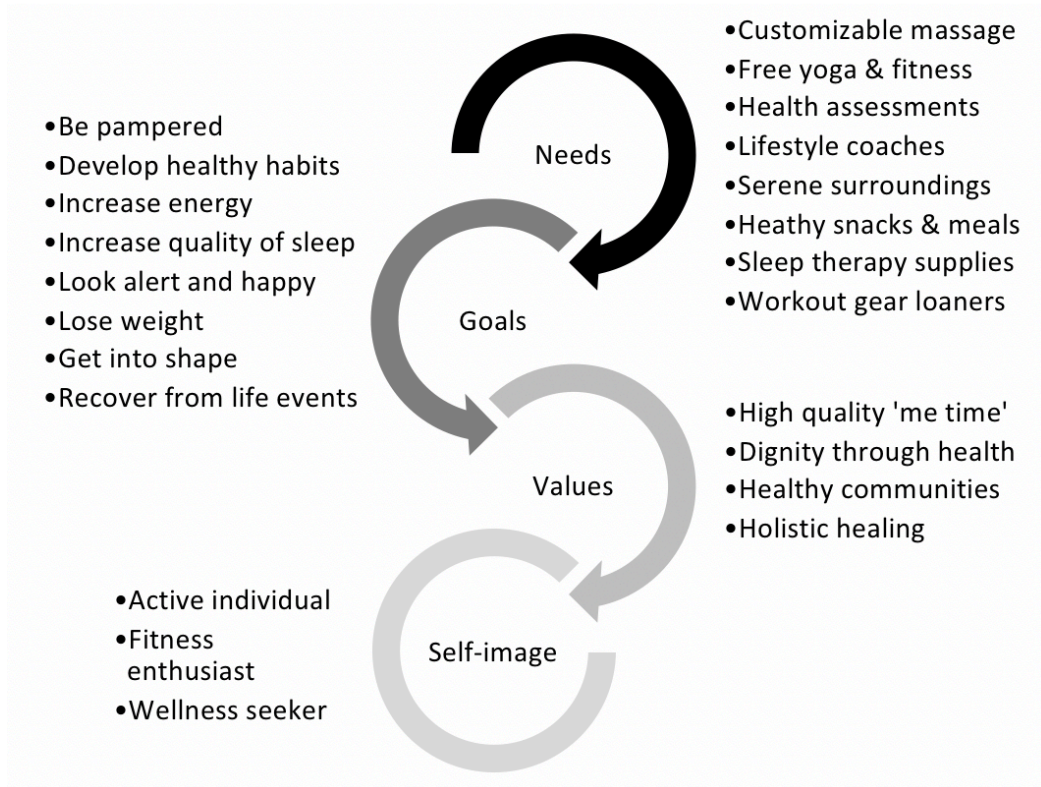 Needs
•Customizable massage
•Free yoga & fitness
•Health assessments
•Lifestyle coaches
•Serene surroundings
•Heathy snacks & meals
•Sleep therapy supplies
•Workout gear loaners
Goals
•Be pampered
•Develop healthy habits
•Increase energy
•Increase quality of sleep
•Look alert and happy
•Lose weight
•Get into shape
•Recover from life events
Values
•High quality 'me time'
•Dignity through health
•Healthy communities
•Holistic healing
Self-image
•Active individual
•Fitness
enthusiast
•Wellness seeker